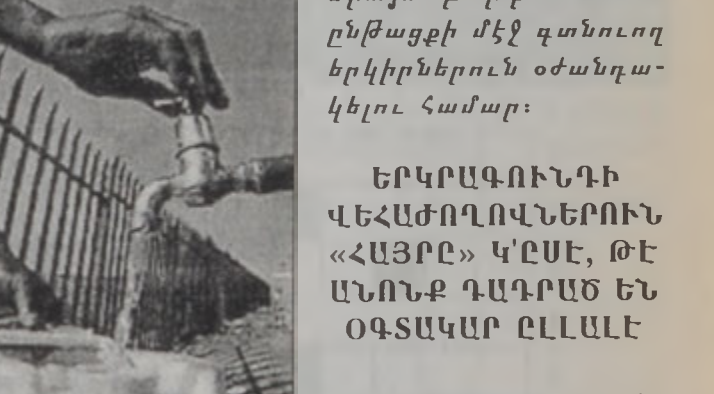 ընթացքի մէջ գտնուող
երկիրներուն օժանդա-
կելու համար։
ԵՐԿՐԱԳՈՒՆԴԻ
ՎԵՀԱԺՈՂՈՎՆԵՐՈՒՆ
«ՀԱՅՐԸ» Կ'ԸՍԷ, ԹԷ
ԱՆՈՆՔ ԴԱԴՐԱԾ ԵՆ
ՕԳՏԱԿԱՐ ԸԼԼԱԼԷ